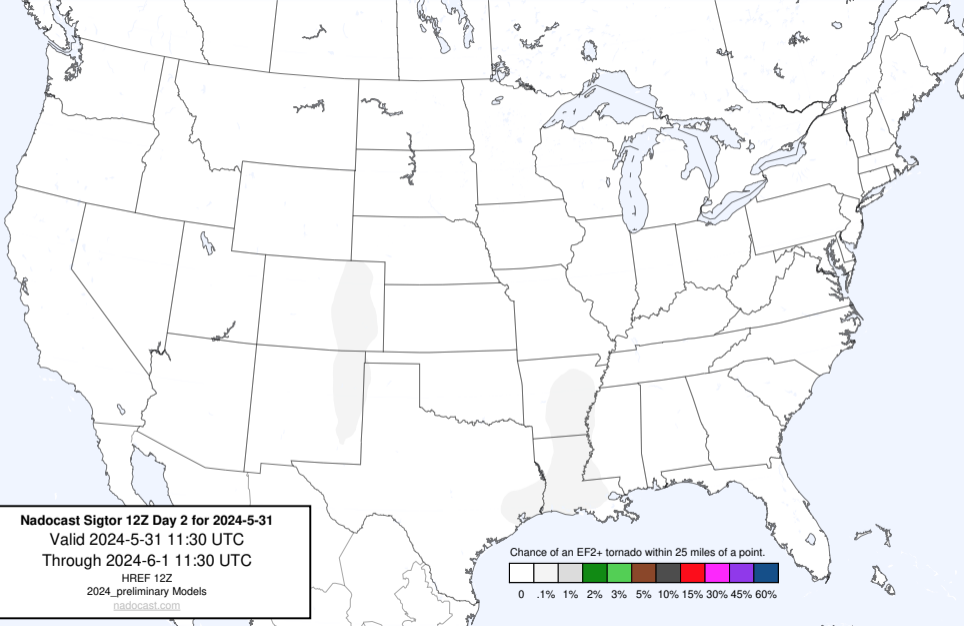 Nadocast Sigtor 12Z Day 2 for 2024-5-31
Valid 2024-5-31 11:30 UTC
Through 2024-6-1 11:30 UTC
HREF 12Z
2024_preliminary Models
nadocast.com
Chance of an EF2+ tornado within 25 miles of a point.
0 .1% 1% 2% 3% 5% 10% 15% 30% 45% 60%